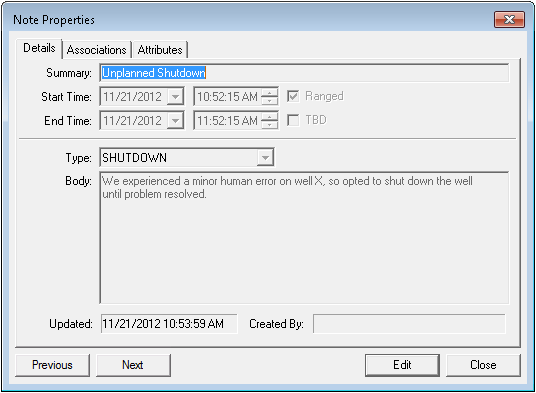 Note Properties
Details Associations Attributes
Summary: Unplanned Shutdown
Start Time: 11/21/2012 10:52:15 AM Ranged
End Time: 11/21/2012 11:52:15 AM TBD
Type: SHUTDOWN
Body: We experienced a minor human error on well X, so opted to shut down the well
until problem resolved.
Updated: 11/21/2012 10:53:59 AM Created By:
Previous Next Edit Close